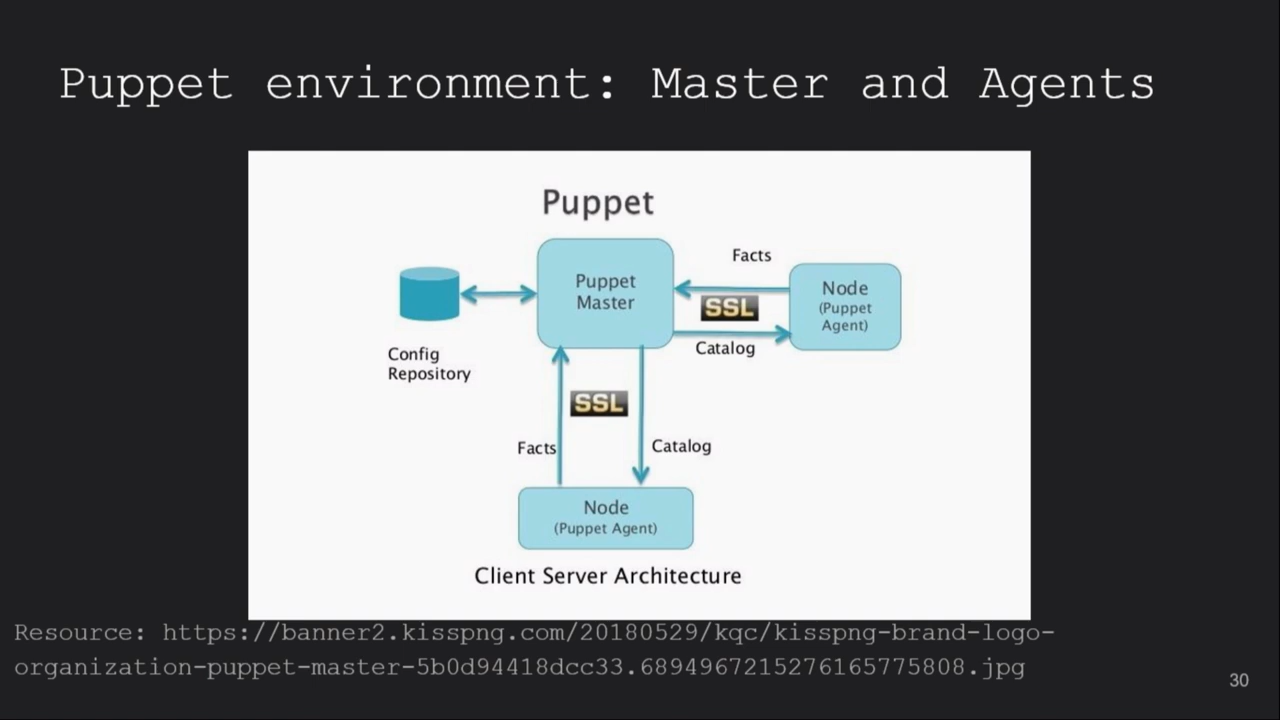 Puppet environment: Master and Agents
Puppet
Facts
Puppet
Master
SSL
Node
(Puppet
Agent)
Catalog
Config
Repository
SSL
Facts
Catalog
Node
(Puppet Agent)
Client Server Architecture
Resource: https://banner2.kisspng.com/20180529/kqc/kisspng-brand-logo-
organization-puppet-master-5b0d94418dcc33.6894967215276165775808.jpg
30